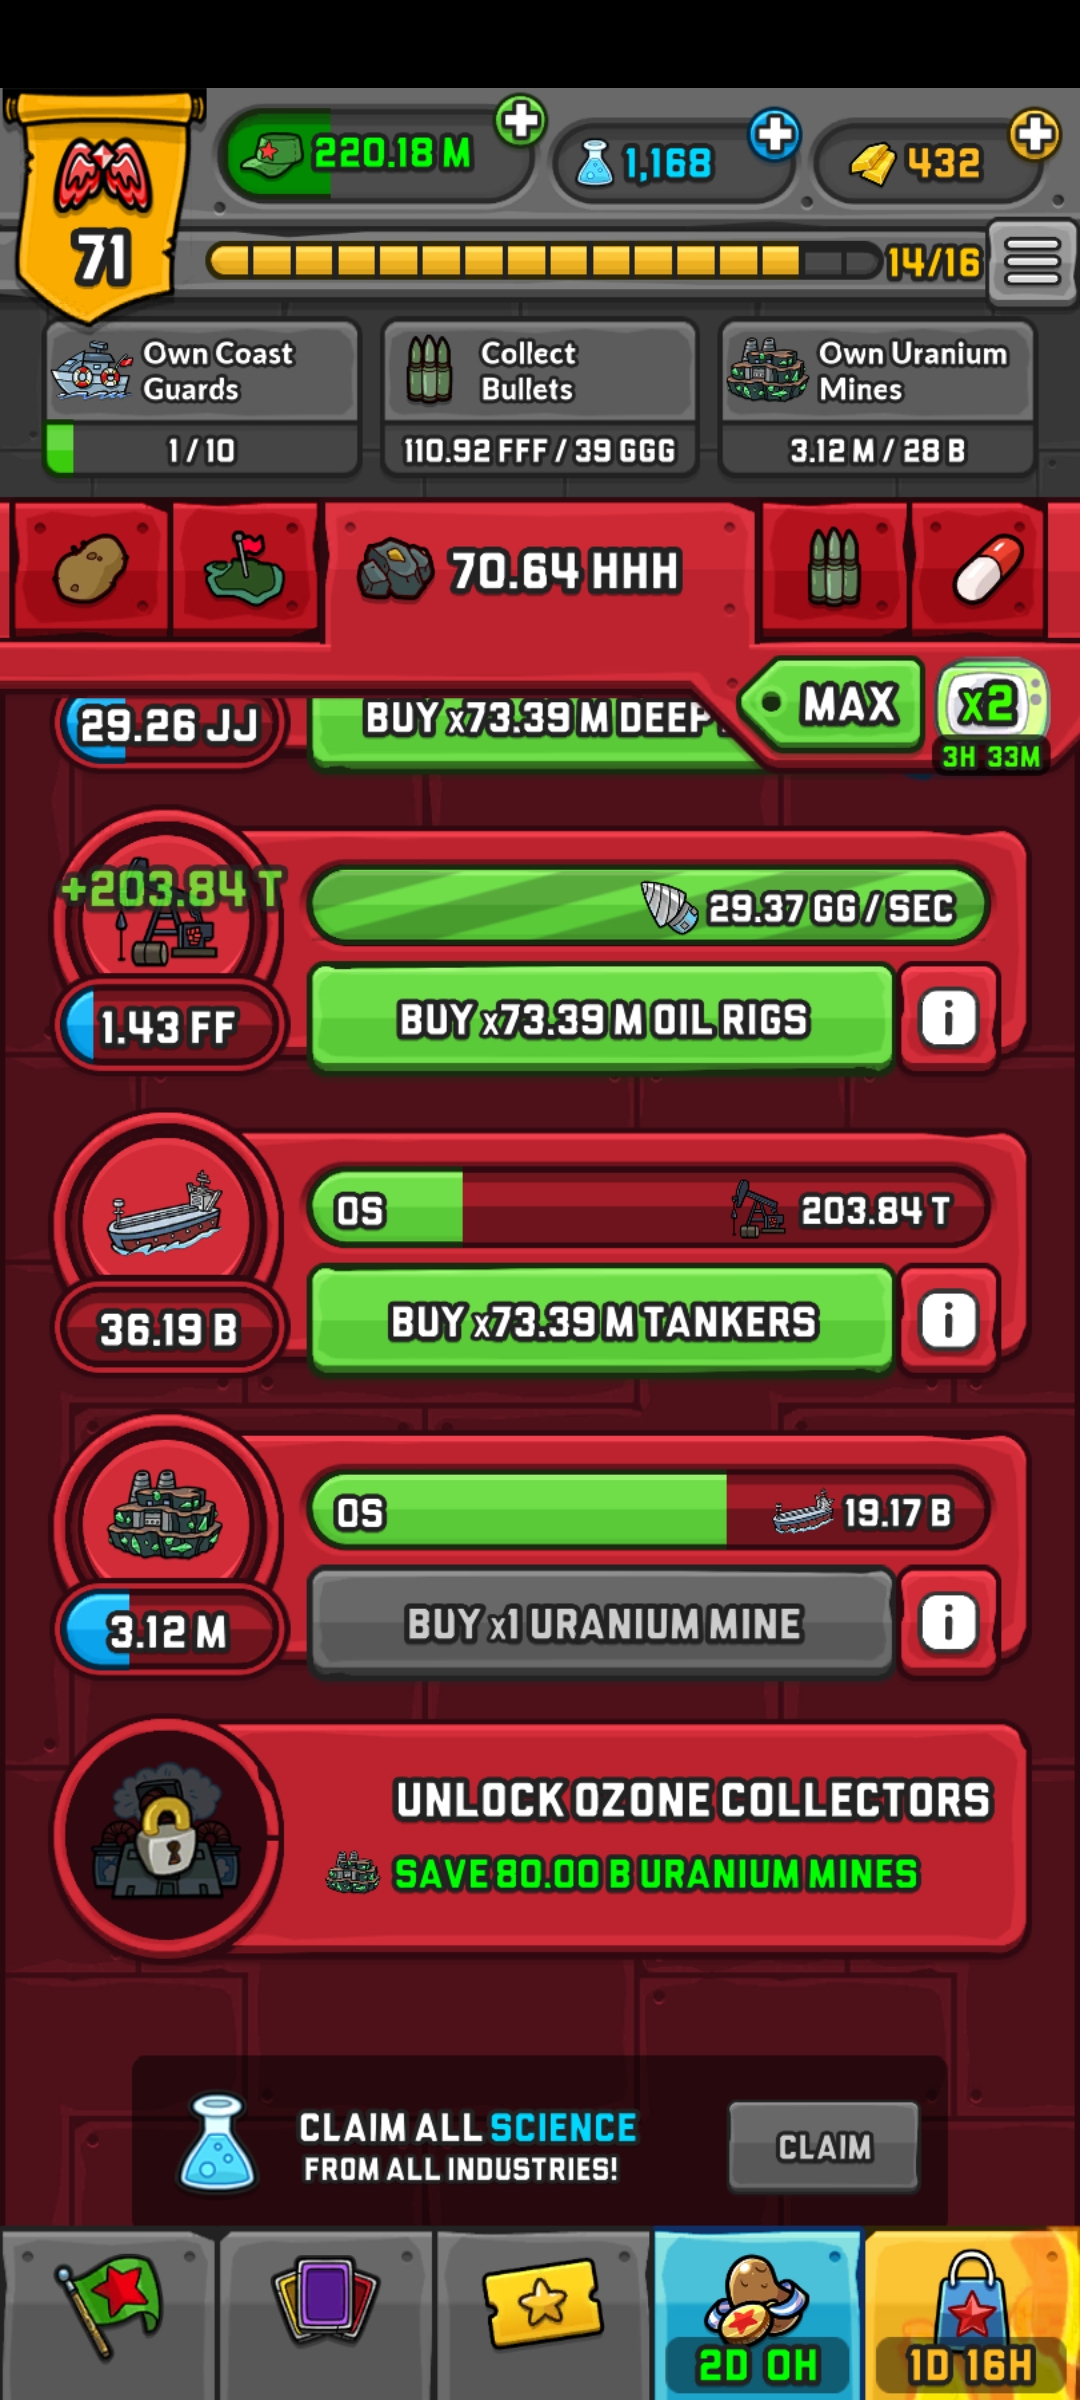 220.18 M
1,168
432
71
14/16
Own Coast
Guards
1 / 10
Collect
Bullets
110.92 FFF / 39 GGG
Own Uranium
Mines
3.12 M / 28 B
70.64 HHH
MAX
x2
3H 33M
29.26 JJ
BUY x73.39 M DEEP
+203.84 T
29.37 GG / SEC
1.43 FF
BUY x73.39 M OIL RIGS
i
0S
203.84 T
36.19 B
BUY x73.39 M TANKERS
i
0S
19.17 B
3.12 M
BUY x1 URANIUM MINE
i
UNLOCK OZONE COLLECTORS
SAVE 80.00 B URANIUM MINES
CLAIM ALL SCIENCE
FROM ALL INDUSTRIES!
CLAIM
2D 0H
1D 16H